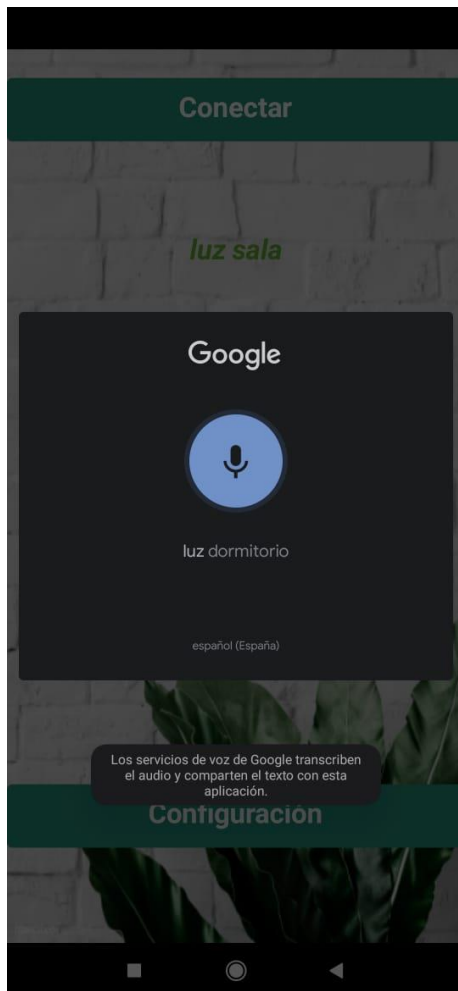 Conectar
luz sala
Google
luz dormitorio
español (España)
Los servicios de voz de Google transcriben
el audio y comparten el texto con esta
aplicación.
Configuración